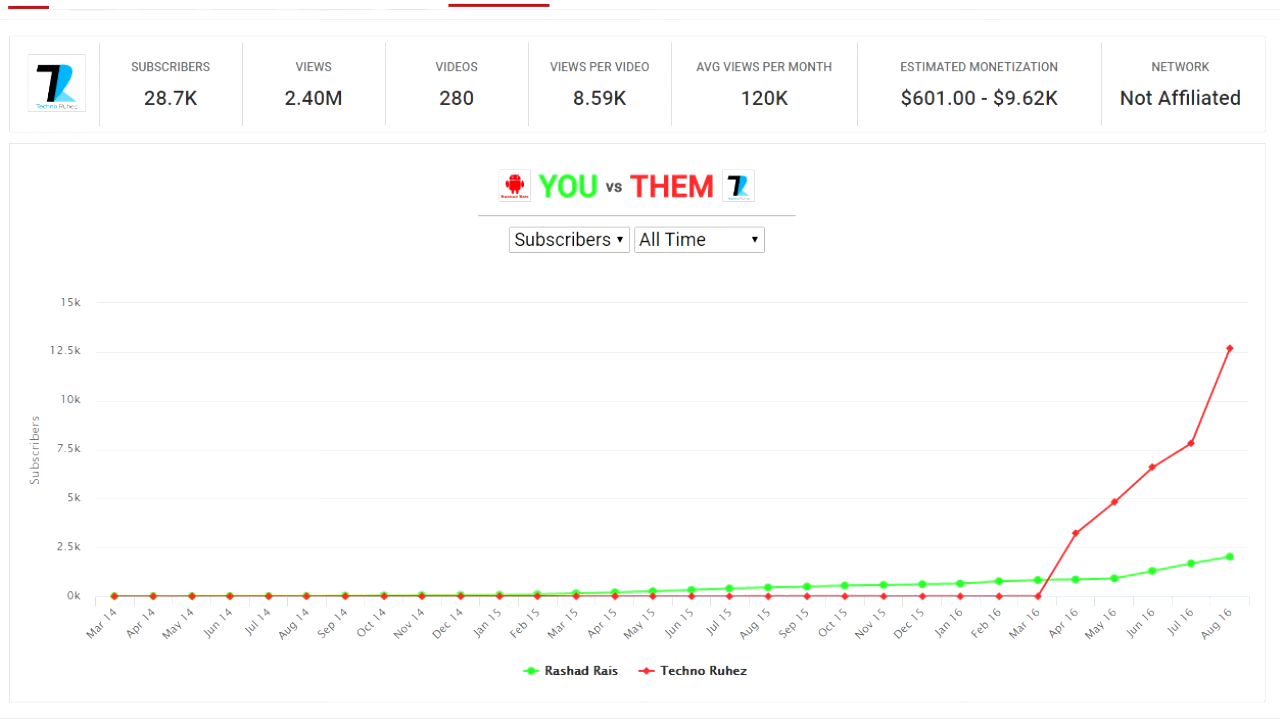 SUBSCRIBERS VIEWS VIDEOS VIEWS PER VIDEO AVG VIEWS PER MONTH ESTIMATED MONETIZATION NETWORK
28.7K 2.40M 280 8.59K 120K $601.00 - $9.62K Not Affiliated
Techno Ruhez
YOU vs THEM
Subscribers All Time
15k
12.5k
10k
7.5k
5k
2.5k
0k
Subscribers
Mar 14 Apr 14 May 14 Jun 14 Jul 14 Aug 14 Sep 14 Oct 14 Nov 14 Dec 14 Jan 15 Feb 15 Mar 15 Apr 15 May 15 Jun 15 Jul 15 Aug 15 Sep 15 Oct 15 Nov 15 Dec 15 Jan 16 Feb 16 Mar 16 Apr 16 May 16 Jun 16 Jul 16 Aug 16
Rashad Rais Techno Ruhez